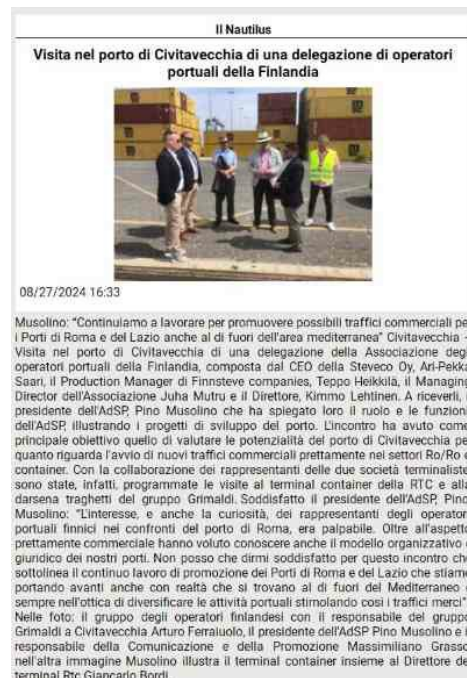 Il Nautilus
Visita nel porto di Civitavecchia di una delegazione di operatori
portuali della Finlandia
08/27/2024 16:33
Musolino: "Continuiamo a lavorare per promuovere possibili traffici commerciali pe
i Porti di Roma e del Lazio anche al di fuori dell'area mediterranea" Civitavecchia -
Visita nel porto di Civitavecchia di una delegazione della Associazione degl
operatori portuali della Finlandia, composta dal CEO della Steveco Oy, Ari-Pekka
Saari, il Production Manager di Finnsteve companies, Teppo Heikkilä, il Managing
Director dell'Associazione Juha Mutru e il Direttore, Kimmo Lehtinen. A riceverli, i
presidente dell'AdSP, Pino Musolino che ha spiegato loro il ruolo e le funzion
dell'AdSP, illustrando i progetti di sviluppo del porto. L'incontro ha avuto come
principale obiettivo quello di valutare le potenzialità del porto di Civitavecchia pe
quanto riguarda l'avvio di nuovi traffici commerciali prettamente nei settori Ro/Ro e
container. Con la collaborazione dei rappresentanti delle due società terminaliste
sono state, infatti, programmate le visite al terminal container della RTC e alla
darsena traghetti del gruppo Grimaldi. Soddisfatto il presidente dell'AdSP, Pino
Musolino: "L'interesse, e anche la curiosità, dei rappresentanti degli operator
portuali finnici nei confronti del porto di Roma, era palpabile. Oltre all'aspetto
prettamente commerciale hanno voluto conoscere anche il modello organizzativo e
giuridico dei nostri porti. Non posso che dirmi soddisfatto per questo incontro che
sottolinea il continuo lavoro di promozione dei Porti di Roma e del Lazio che stiamo
portando avanti anche con realtà che si trovano al di fuori del Mediterraneo e
sempre nell'ottica di diversificare le attività portuali stimolando così i traffici merci".
Nelle foto: il gruppo degli operatori finlandesi con il responsabile del gruppo
Grimaldi a Civitavecchia Arturo Ferraiuolo, il presidente dell'AdSP Pino Musolino e i
responsabile della Comunicazione e della Promozione Massimiliano Grasso
nell'altra immagine Musolino illustra il terminal container insieme al Direttore de
terminal Rtc Giancarlo Bordi.